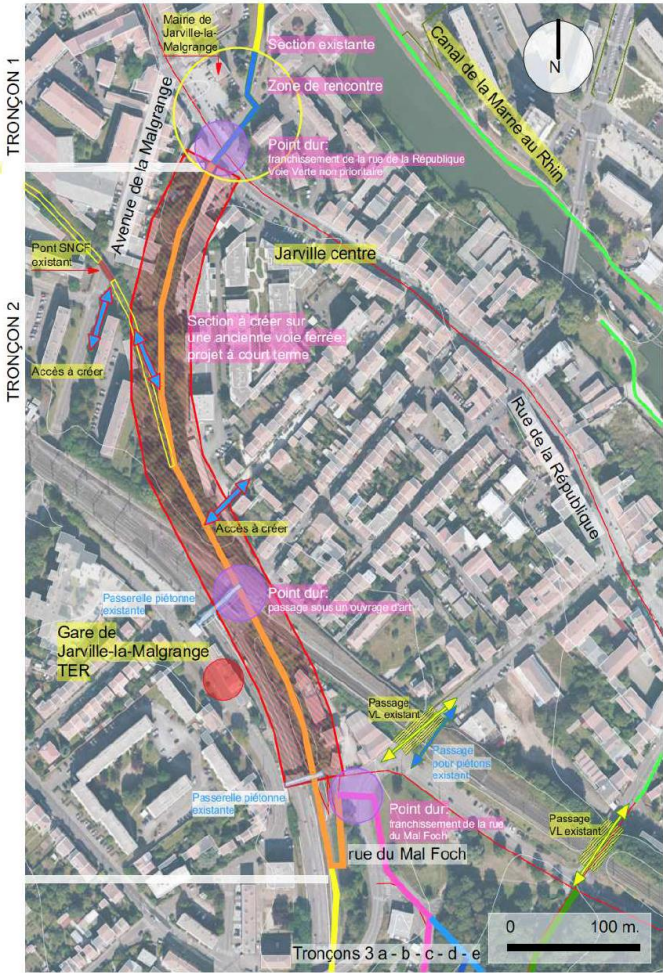 Mairie de
Jarville-la-
Malgrange
Section existante
Zone de rencontre
Canal de la Marne au Rhin
N
TRONÇON 1
Avenue de la Malgrange
Point dur:
franchissement de la rue de la République
Voie Verte non prioritaire
Pont SNCF
existant
Jarville centre
TRONÇON 2
Section à créer sur
une ancienne voie ferrée:
projet à court terme
Accès à créer
Rue de la République
Accès à créer
Passerelle piétonne
existante
Point dur:
passage sous un ouvrage d'art
Gare de
Jarville-la-Malgrange
TER
Passage
VL existant
Passage
pour piétons
existant
Passerelle piétonne
existante
Point dur:
franchissement de la rue
du Mal Foch
Passage
VL existant
rue du Mal Foch
0 100 m.
Tronçons 3 a - b - c - d - e